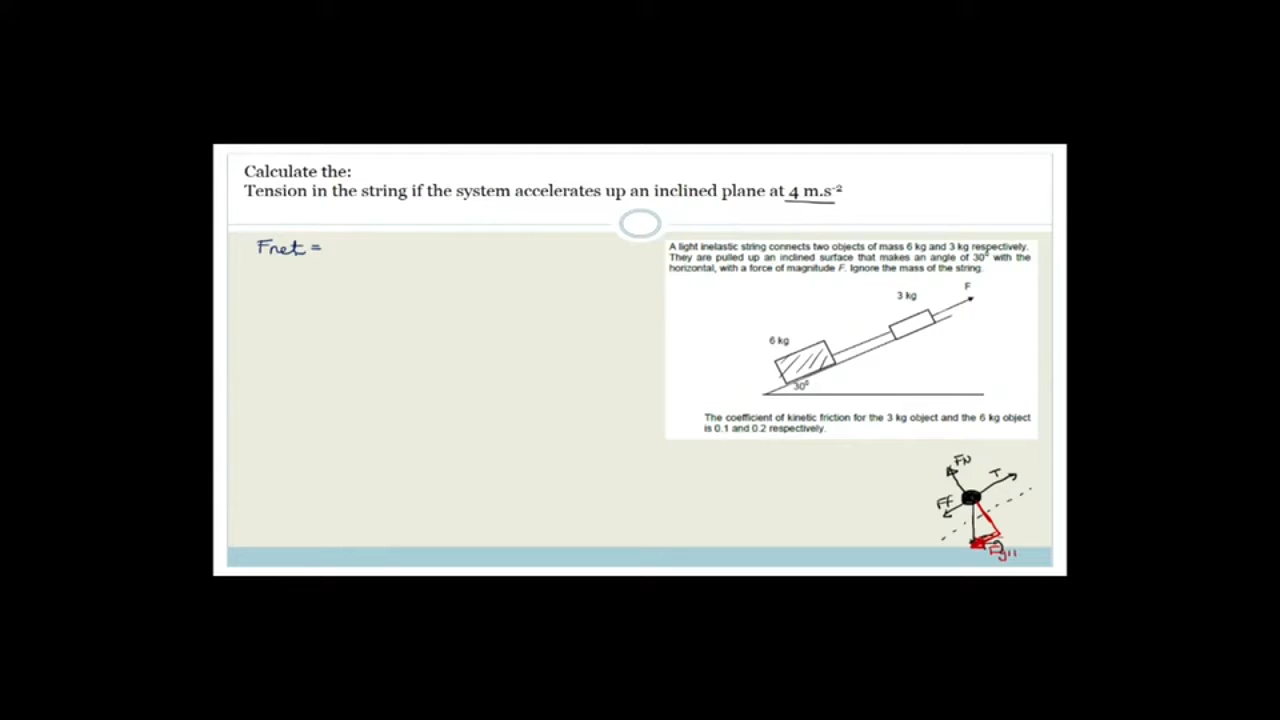 Calculate the:
Tension in the string if the system accelerates up an inclined plane at 4 m.s⁻²
Fnet =
A light inelastic string connects two objects of mass 6 kg and 3 kg respectively.
They are pulled up an inclined surface that makes an angle of 30⁰ with the
horizontal, with a force of magnitude F. Ignore the mass of the string.
F
3 kg
6 kg
30⁰
The coefficient of kinetic friction for the 3 kg object and the 6 kg object
is 0.1 and 0.2 respectively.
FN
T
Ff
Fg||